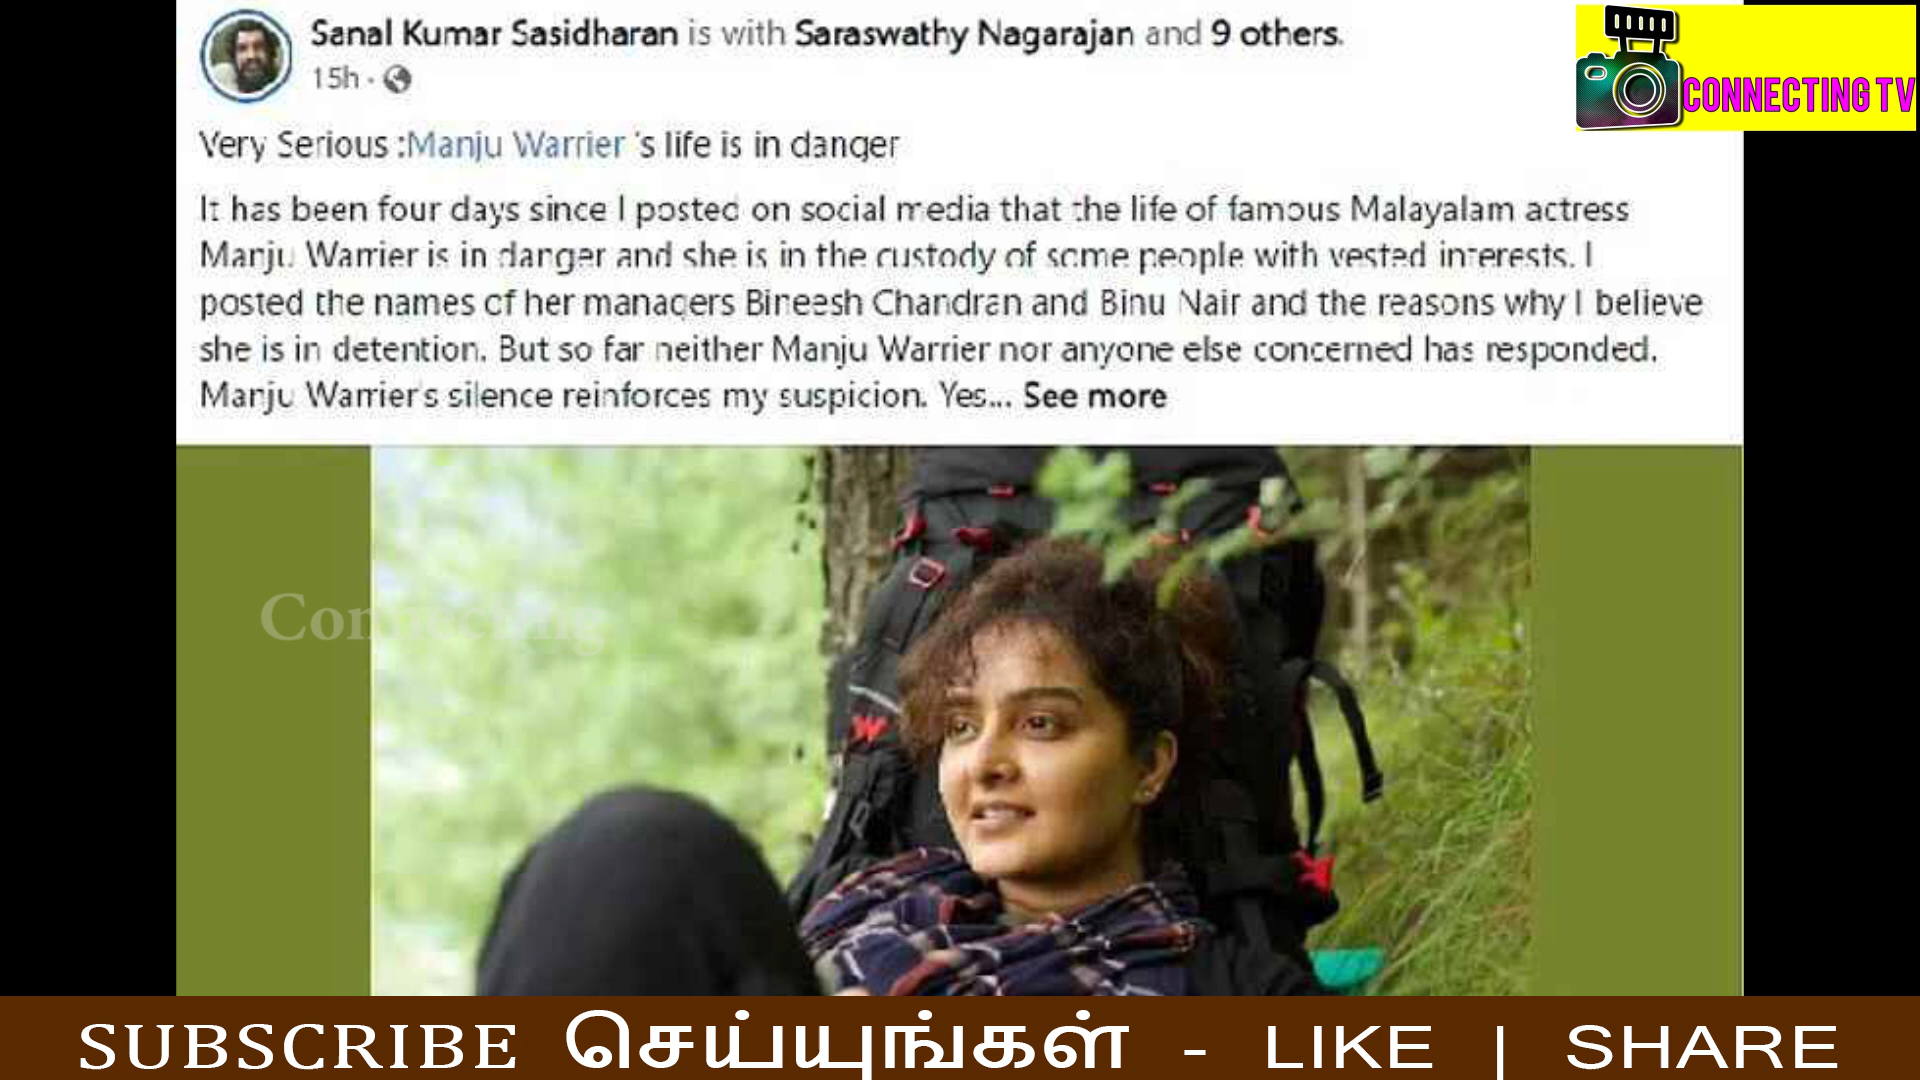 Sanal Kumar Sasidharan is with Saraswathy Nagarajan and 9 others.
15h ·
CONNECTING TV
Very Serious :Manju Warrier 's life is in danger
It has been four days since I posted on social media that the life of famous Malayalam actress
Manju Warrier is in danger and she is in the custody of some people with vested interests. I
posted the names of her managers Bineesh Chandran and Binu Nair and the reasons why I believe
she is in detention. But so far neither Manju Warrier nor anyone else concerned has responded.
Manju Warrier's silence reinforces my suspicion. Yes... See more
Connecting
SUBSCRIBE செய்யுங்கள் - LIKE | SHARE